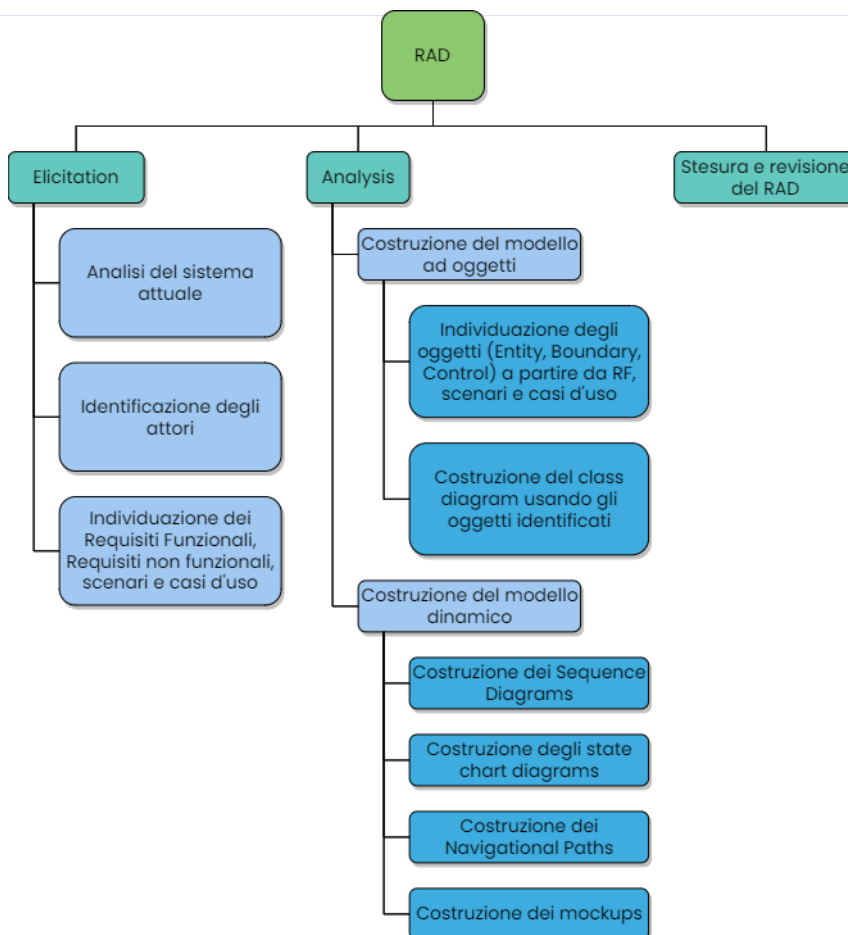 RAD
Elicitation
Analysis
Stesura e revisione
del RAD
Analisi del sistema
attuale
Identificazione degli
attori
Individuazione dei
Requisiti Funzionali,
Requisiti non funzionali,
scenari e casi d'uso
Costruzione del modello
ad oggetti
Individuazione degli
oggetti (Entity, Boundary,
Control) a partire da RF,
scenari e casi d'uso
Costruzione del class
diagram usando gli
oggetti identificati
Costruzione del modello
dinamico
Costruzione dei Sequence
Diagrams
Costruzione degli state
chart diagrams
Costruzione dei
Navigational Paths
Costruzione dei mockups